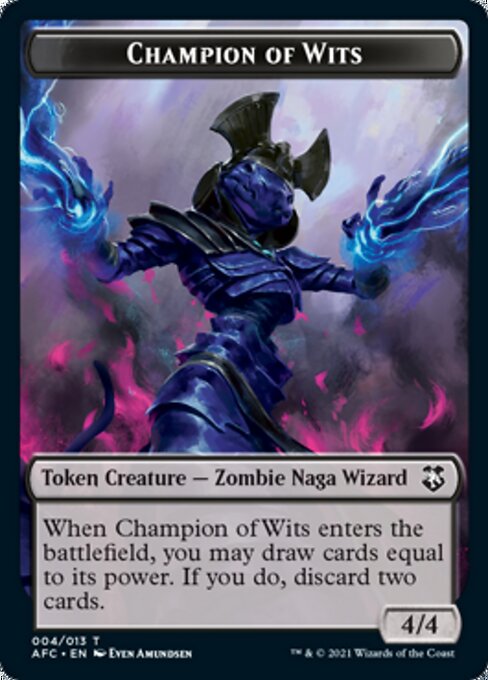 Champion of Wits
Token Creature — Zombie Naga Wizard
When Champion of Wits enters the
battlefield, you may draw cards equal
to its power. If you do, discard two
cards.
4/4
004/013 T
AFC • EN Even Amundsen
™ & © 2021 Wizards of the Coast